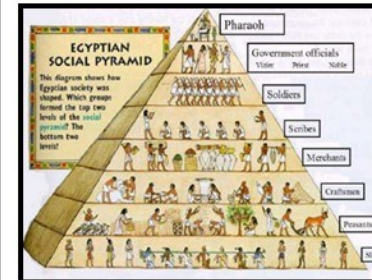 EGYPTIAN
SOCIAL PYRAMID
This diagram shows how
Egyptian society was
shaped. Which groups
formed the top two
levels of the social
pyramid? The
bottom two
levels?
Pharaoh
Government officials
Vizier Priest Noble
Soldiers
Scribes
Merchants
Craftsmen
Peasants